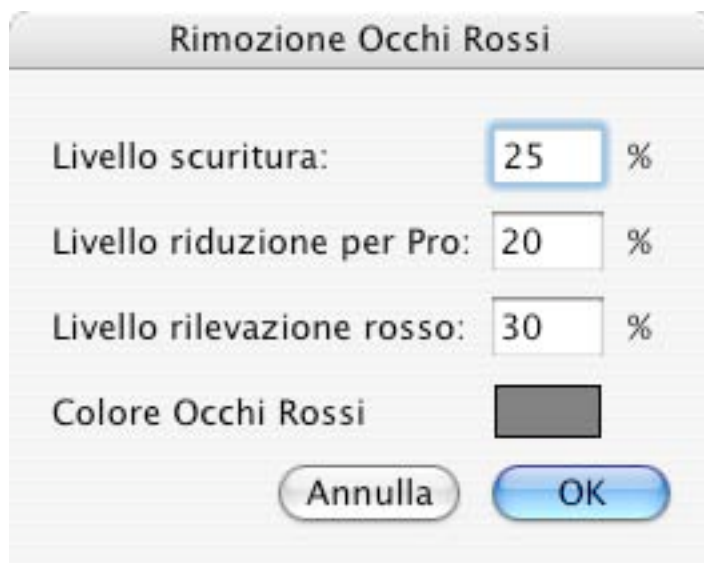 Rimozione Occhi Rossi
Livello scuritura: 25 %
Livello riduzione per Pro: 20 %
Livello rilevazione rosso: 30 %
Colore Occhi Rossi
Annulla OK